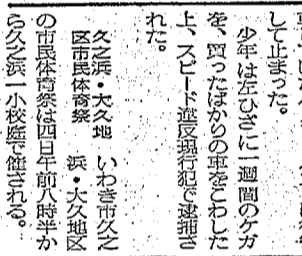 して止まった。
少年は左ひざに一週間のケガ
を、買ったばかりの車をこわした
上、スピード違反現行犯で逮捕さ
れた。
久之浜・大久地
区市民体育祭
いわき市久之
浜・大久地区
の市民体育祭は四日午前八時半か
ら久之浜一小校庭で催される。